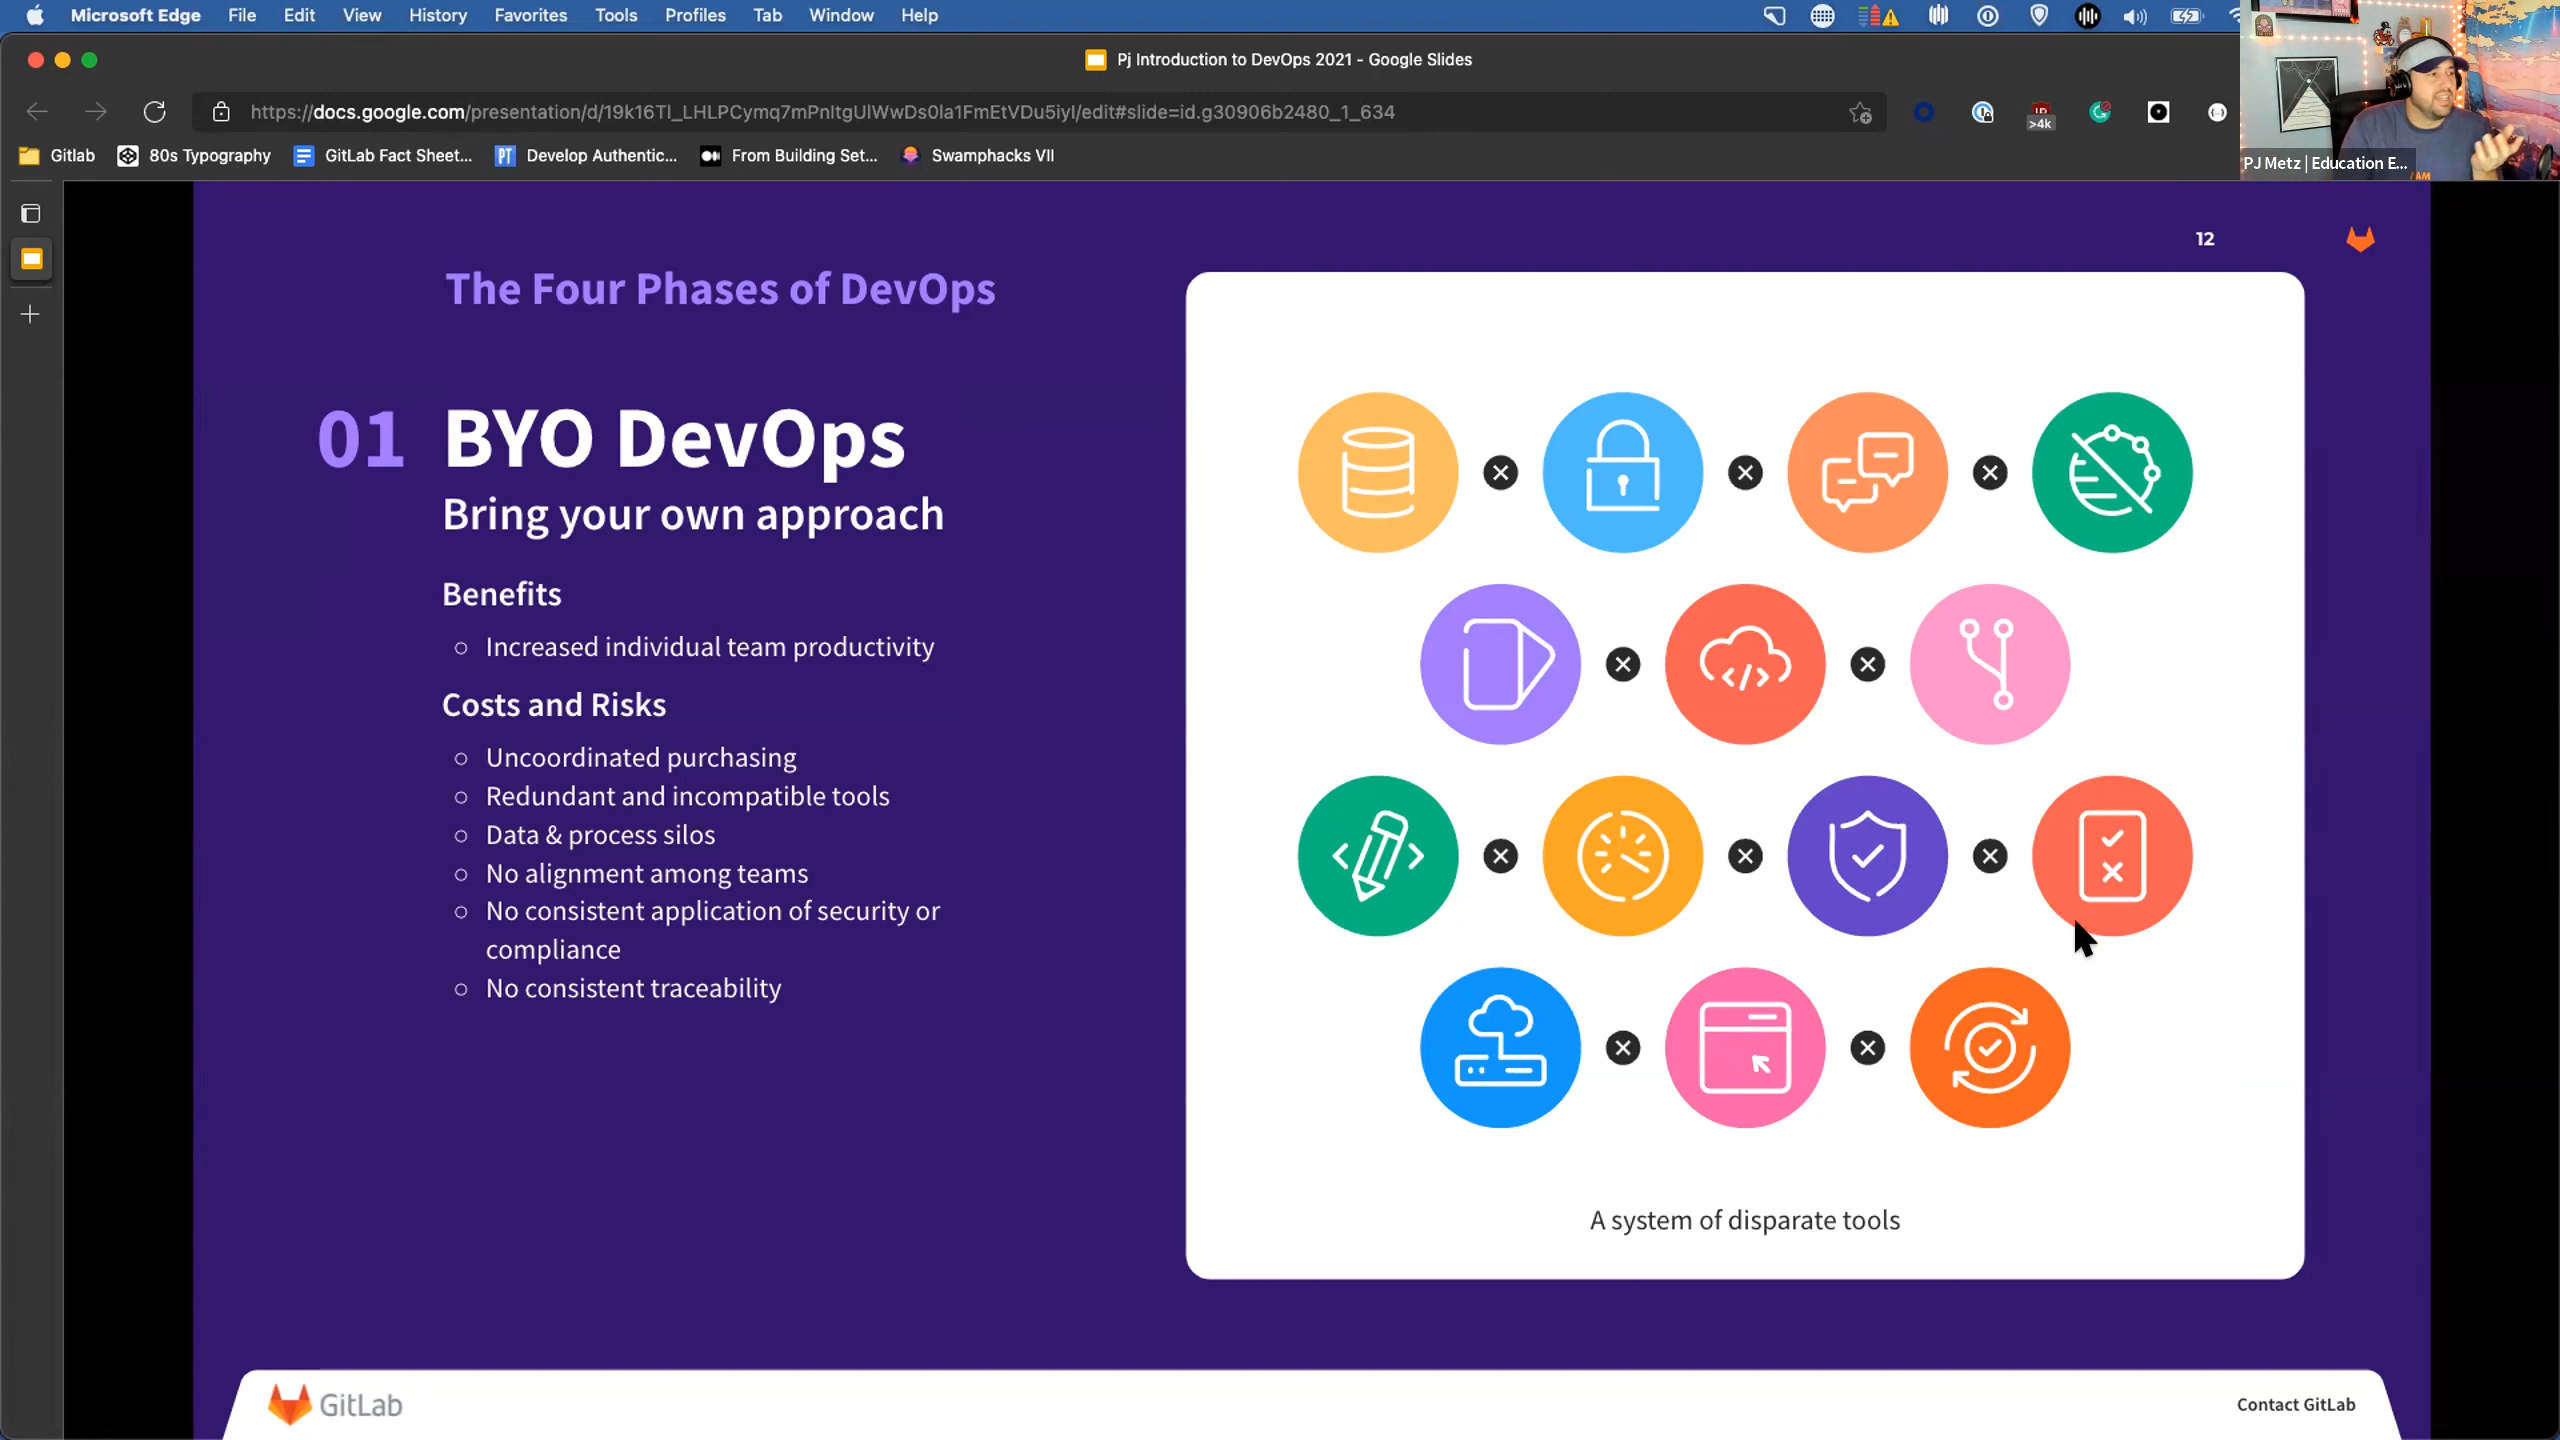 Microsoft Edge File Edit View History Favorites Tools Profiles Tab Window Help
Pj Introduction to DevOps 2021 - Google Slides
https://docs.google.com/presentation/d/19k16Tl_LHLPCymq7mPnItgUlWwDs0la1FmEtVDu5iyI/edit#slide=id.g30906b2480_1_634
>4k
Gitlab 80s Typography GitLab Fact Sheet... PT Develop Authentic... From Building Set... Swamphacks VII
PJ Metz | Education E...
12
The Four Phases of DevOps
01 BYO DevOps
Bring your own approach
Benefits
Increased individual team productivity
Costs and Risks
Uncoordinated purchasing
Redundant and incompatible tools
Data & process silos
No alignment among teams
No consistent application of security or
compliance
No consistent traceability
A system of disparate tools
GitLab
Contact GitLab